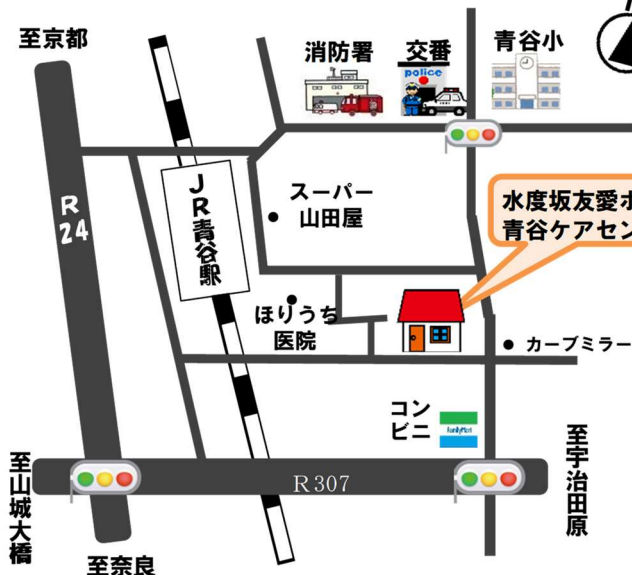 至京都
消防署
交番
青谷小
police
R
24
JR青谷駅
スーパー
山田屋
水度坂友愛ホ
青谷ケアセン
ほりうち
医院
カーブミラー
コン
ビニ
FamilyMart
R307
至山城大橋
至宇治田原
至奈良